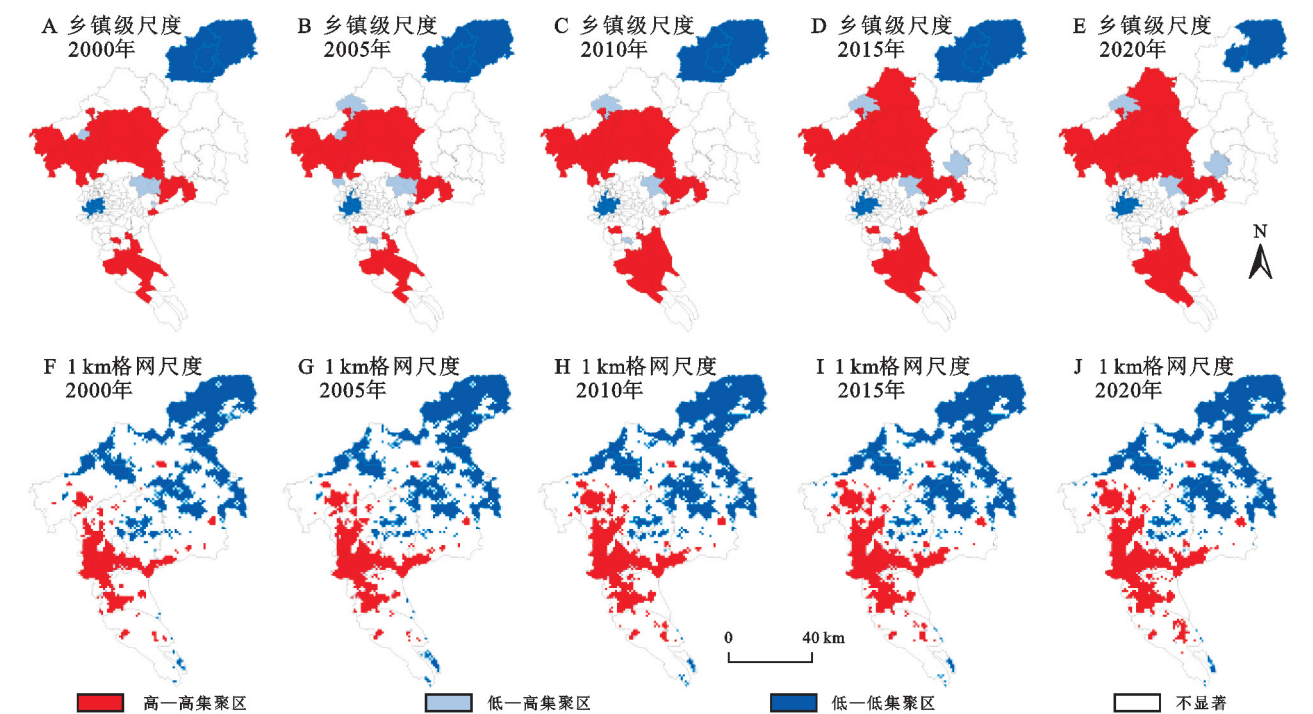 A 乡镇级尺度
2000年
B 乡镇级尺度
2005年
C 乡镇级尺度
2010年
D 乡镇级尺度
2015年
E 乡镇级尺度
2020年
N
F 1 km格网尺度
2000年
G 1 km格网尺度
2005年
H 1 km格网尺度
2010年
I 1 km格网尺度
2015年
J 1 km格网尺度
2020年
0 40 km
高—高集聚区
低—高集聚区
低—低集聚区
不显著